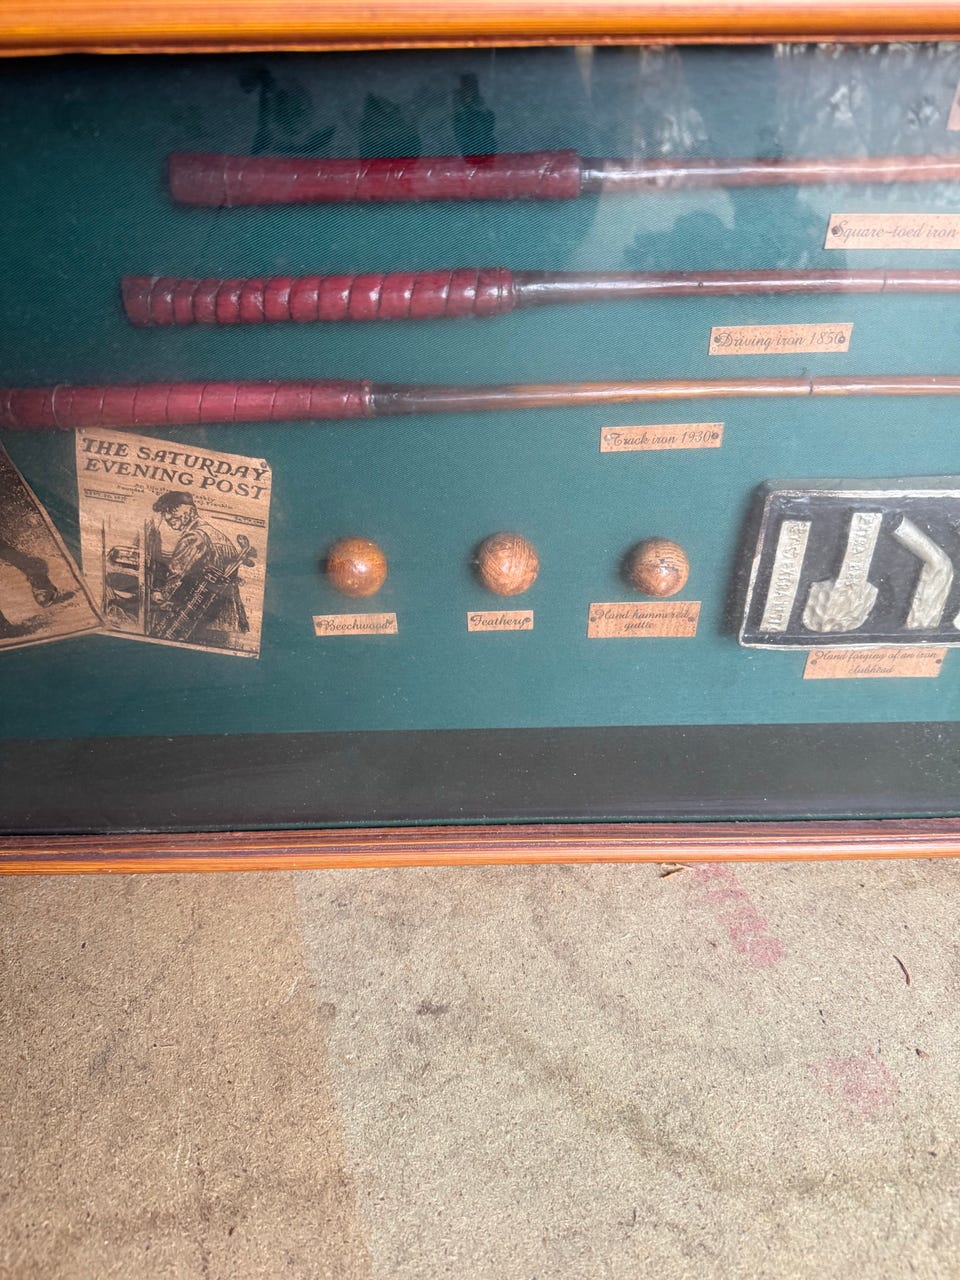 Square-toed iron
Driving iron 1850
Track iron 1930
THE SATURDAY
EVENING POST
Beechwood
Feathery
Hand hammered
gutte
Hand forging of an iron
clubhead